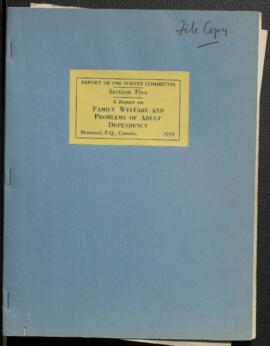 File Copy.
REPORT OF THE SURVEY COMMITTEE
Section Five
A Report on
FAMILY WELFARE AND
PROBLEMS OF ADULT
DEPENDENCY
Montreal, P.Q., Canada, 1935